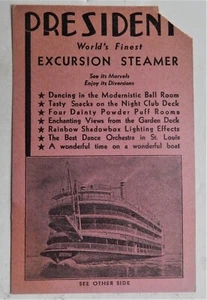 PRESIDENT
World's Finest
EXCURSION STEAMER
See its Marvels
Enjoy its Diversions
★ Dancing in the Modernistic Ball Room
★ Tasty Snacks on the Night Club Deck
★ Four Dainty Powder Puff Rooms
★ Enchanting Views from the Garden Deck
★ Rainbow Shadowbox Lighting Effects
★ The Best Dance Orchestra in St. Louis
★ A wonderful time on a wonderful boat
SEE OTHER SIDE